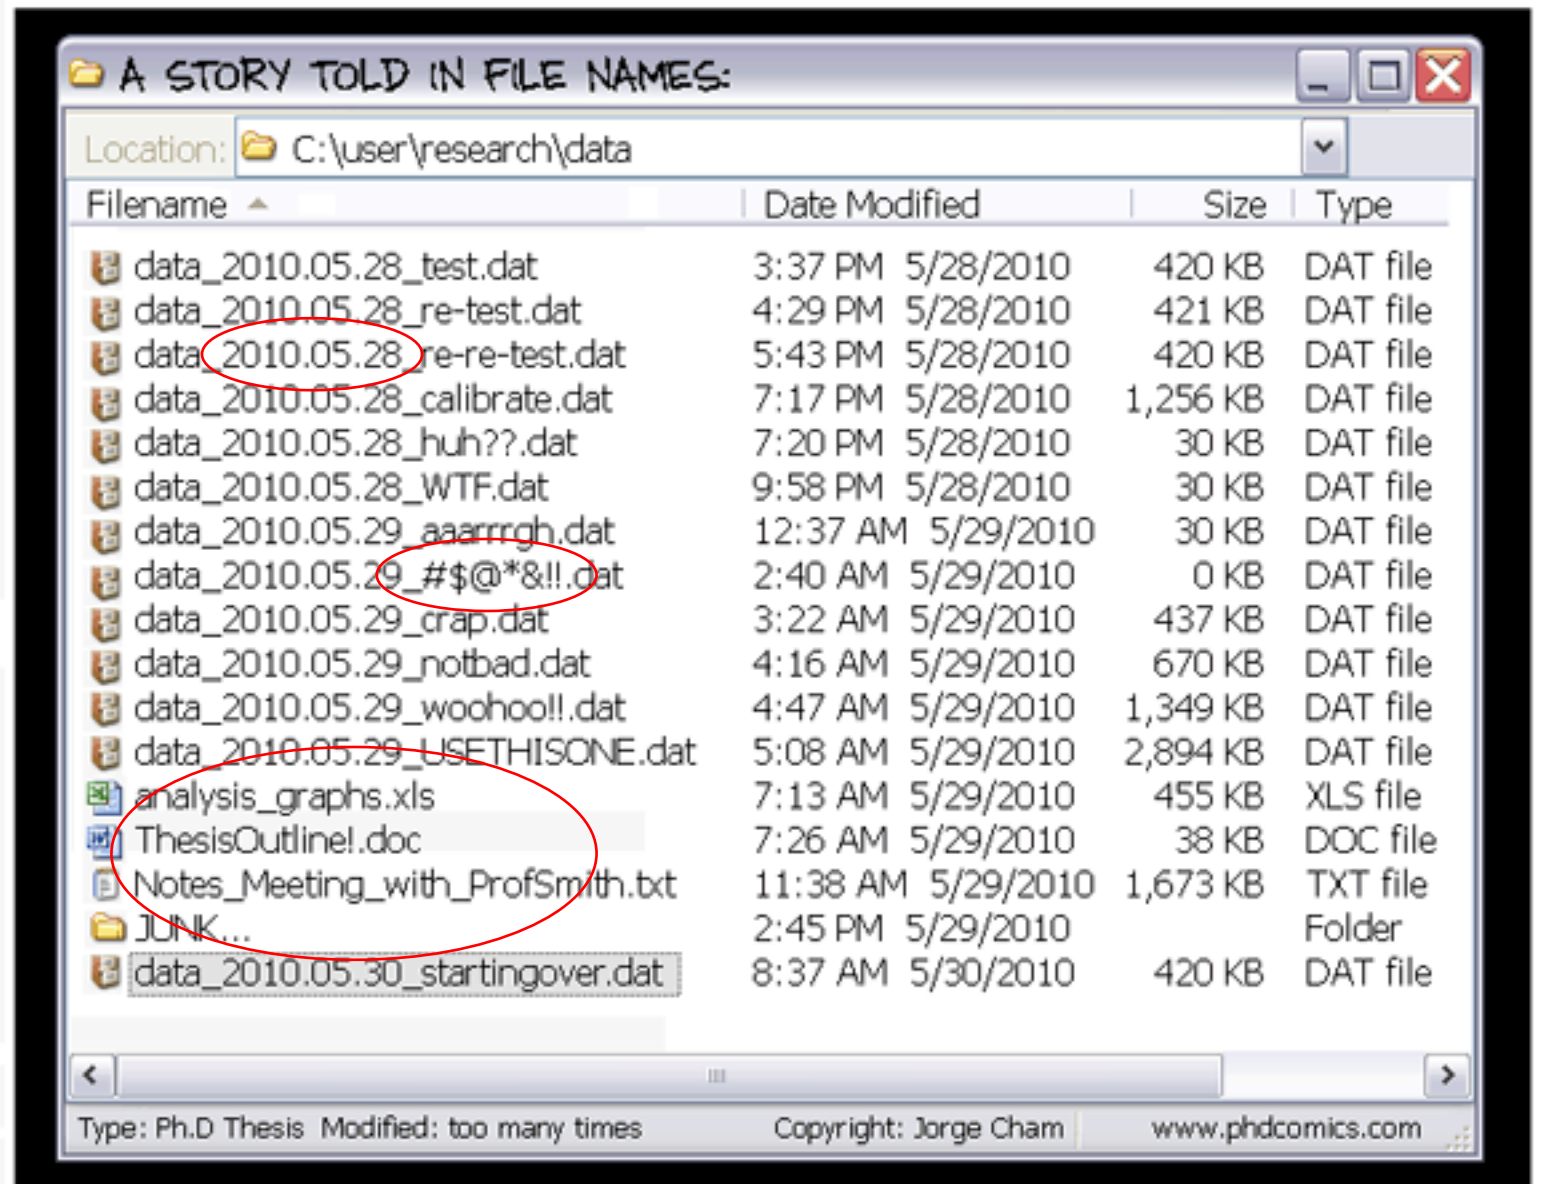 A STORY TOLD IN FILE NAMES:
Location: C:\user\research\data
Filename Date Modified Size Type
data_2010.05.28_test.dat 3:37 PM 5/28/2010 420 KB DAT file
data_2010.05.28_re-test.dat 4:29 PM 5/28/2010 421 KB DAT file
data_2010.05.28_re-re-test.dat 5:43 PM 5/28/2010 420 KB DAT file
data_2010.05.28_calibrate.dat 7:17 PM 5/28/2010 1,256 KB DAT file
data_2010.05.28_huh??.dat 7:20 PM 5/28/2010 30 KB DAT file
data_2010.05.28_WTF.dat 9:58 PM 5/28/2010 30 KB DAT file
data_2010.05.29_aaarrrgh.dat 12:37 AM 5/29/2010 30 KB DAT file
data_2010.05.29_#$@*&!!.dat 2:40 AM 5/29/2010 0 KB DAT file
data_2010.05.29_crap.dat 3:22 AM 5/29/2010 437 KB DAT file
data_2010.05.29_notbad.dat 4:16 AM 5/29/2010 670 KB DAT file
data_2010.05.29_woohoo!!.dat 4:47 AM 5/29/2010 1,349 KB DAT file
data_2010.05.29_USETHISONE.dat 5:08 AM 5/29/2010 2,894 KB DAT file
analysis_graphs.xls 7:13 AM 5/29/2010 455 KB XLS file
ThesisOutline!.doc 7:26 AM 5/29/2010 38 KB DOC file
Notes_Meeting_with_ProfSmith.txt 11:38 AM 5/29/2010 1,673 KB TXT file
JUNK... 2:45 PM 5/29/2010 Folder
data_2010.05.30_startingover.dat 8:37 AM 5/30/2010 420 KB DAT file
Type: Ph.D Thesis Modified: too many times Copyright: Jorge Cham www.phdcomics.com